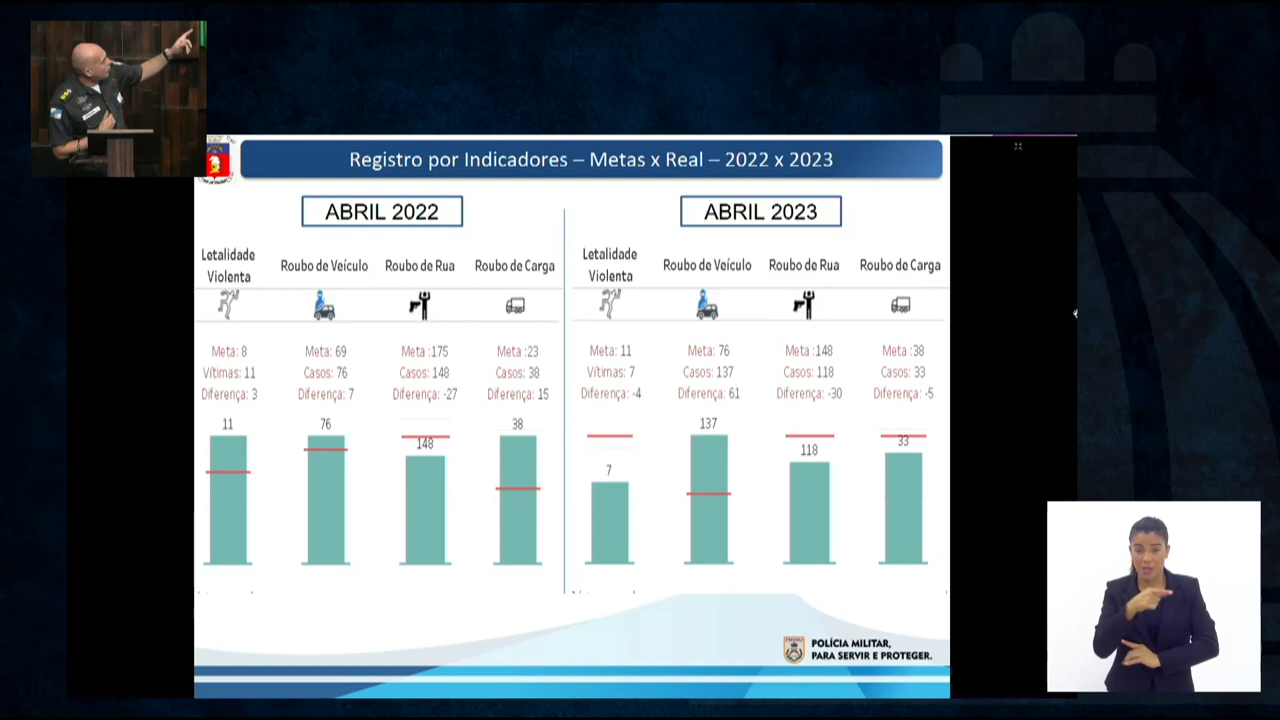 Registro por Indicadores – Metas x Real – 2022 x 2023
ABRIL 2022
Letalidade
Violenta
Roubo de Veículo
Roubo de Rua
Roubo de Carga
Meta: 8
Vítimas: 11
Diferença: 3
Meta: 69
Casos: 76
Diferença: 7
Meta :175
Casos: 148
Diferença: -27
Meta :23
Casos: 38
Diferença: 15
11
76
148
38
ABRIL 2023
Letalidade
Violenta
Roubo de Veículo
Roubo de Rua
Roubo de Carga
Meta: 11
Vítimas: 7
Diferença: -4
Meta: 76
Casos: 137
Diferença: 61
Meta :148
Casos: 118
Diferença: -30
Meta :38
Casos: 33
Diferença: -5
7
137
118
33
POLÍCIA MILITAR,
PARA SERVIR E PROTEGER.